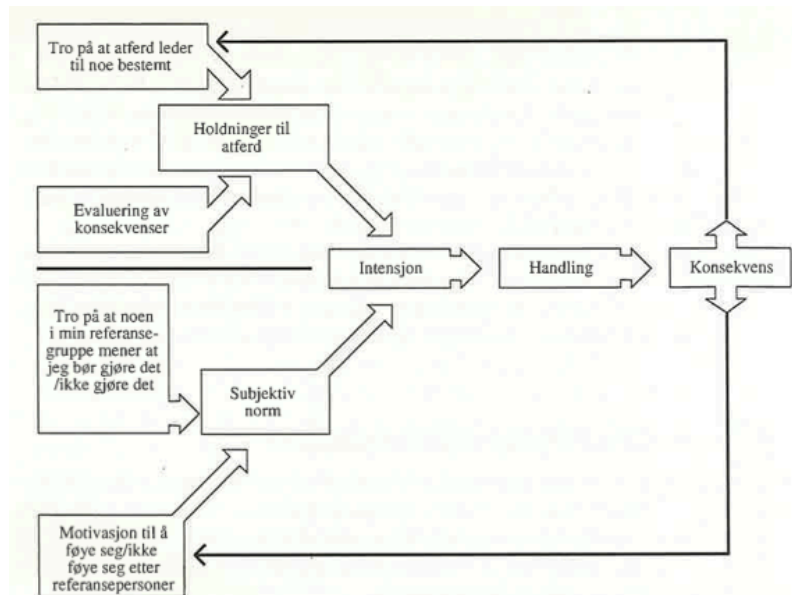 Tro på at atferd leder
til noe bestemt
Holdninger til
atferd
Evaluering av
konsekvenser
Intensjon
Handling
Konsekvens
Tro på at noen
i min referanse-
gruppe mener at
jeg bør gjøre det
/ikke gjøre det
Subjektiv
norm
Motivasjon til å
føye seg/ikke
føye seg etter
referansepersoner